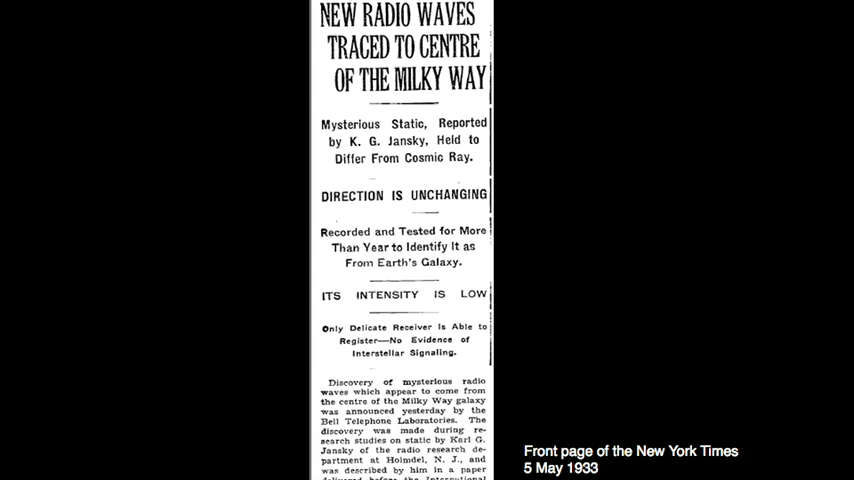 NEW RADIO WAVES
TRACED TO CENTRE
OF THE MILKY WAY
Mysterious Static, Reported
by K. G. Jansky, Held to
Differ From Cosmic Ray.
DIRECTION IS UNCHANGING
Recorded and Tested for More
Than Year to Identify It as
From Earth's Galaxy.
ITS INTENSITY IS LOW
Only Delicate Receiver Is Able to
Register—No Evidence of
Interstellar Signaling.
Discovery of mysterious radio
waves which appear to come from
the centre of the Milky Way galaxy
was announced yesterday by the
Bell Telephone Laboratories. The
discovery was made during re-
search studies on static by Karl G.
Jansky of the radio research de-
partment at Holmdel, N. J., and
was described by him in a paper
delivered before the International
Front page of the New York Times
5 May 1933